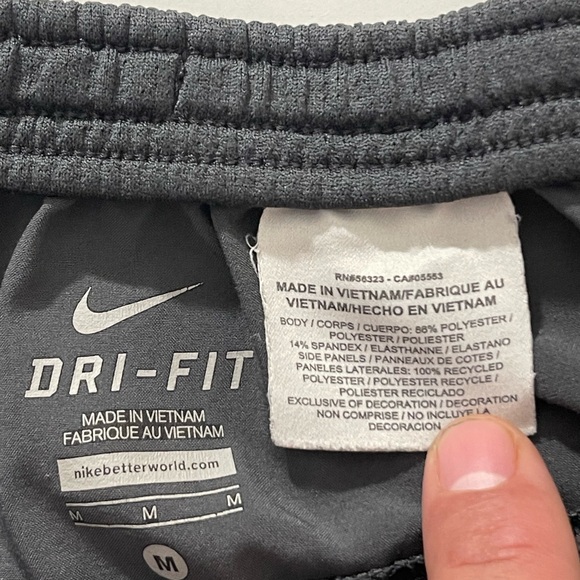 RN#56323 - CA#05553
MADE IN VIETNAM/FABRIQUE AU
VIETNAM/HECHO EN VIETNAM
BODY / CORPS / CUERPO: 86% POLYESTER /
POLYESTER / POLIESTER
14% SPANDEX / ELASTHANNE / ELASTANO
SIDE PANELS / PANNEAUX DE COTES /
PANELES LATERALES: 100% RECYCLED
POLYESTER / POLYESTER RECYCLE /
POLIESTER RECICLADO
EXCLUSIVE OF DECORATION / DECORATION
NON COMPRISE / NO INCLUYE LA
DECORACION
DRI-FIT
MADE IN VIETNAM
FABRIQUE AU VIETNAM
nikebetterworld.com
M M M
M